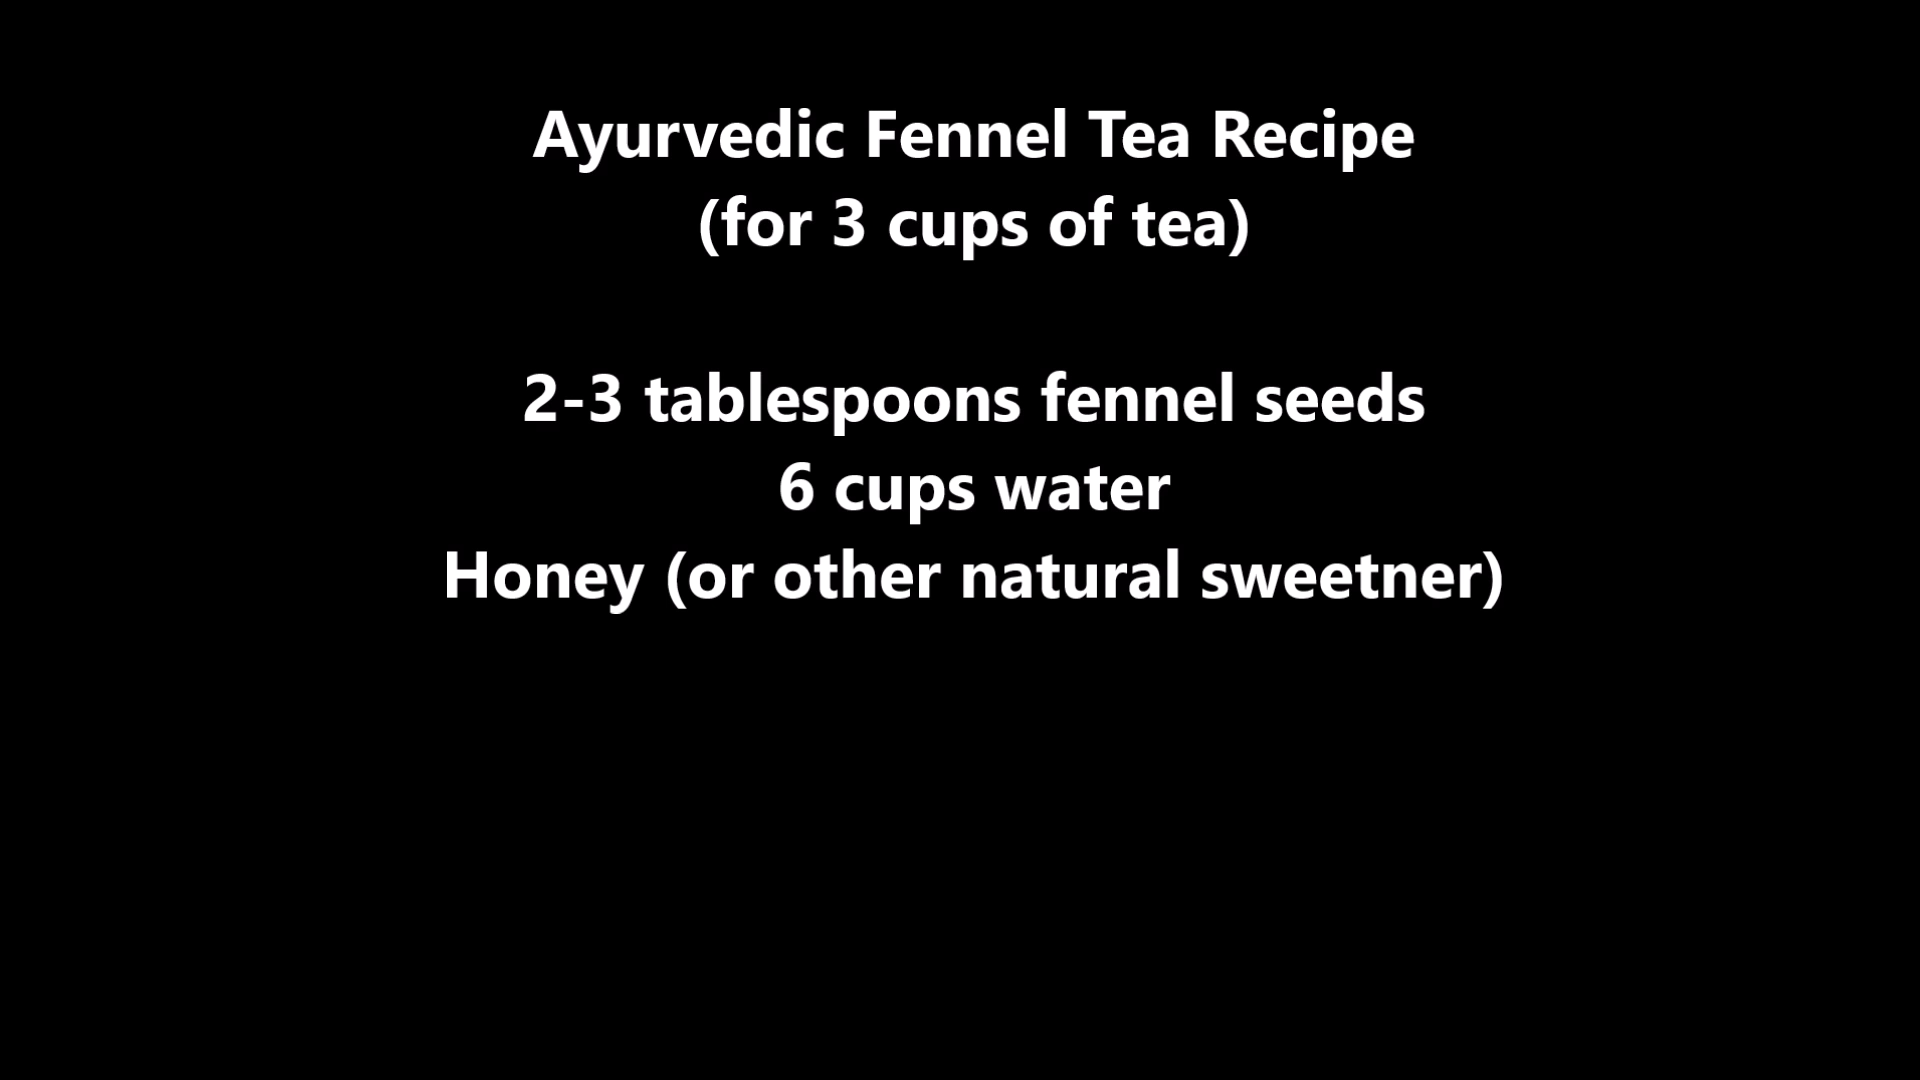 Ayurvedic Fennel Tea Recipe
(for 3 cups of tea)
2-3 tablespoons fennel seeds
6 cups water
Honey (or other natural sweetner)